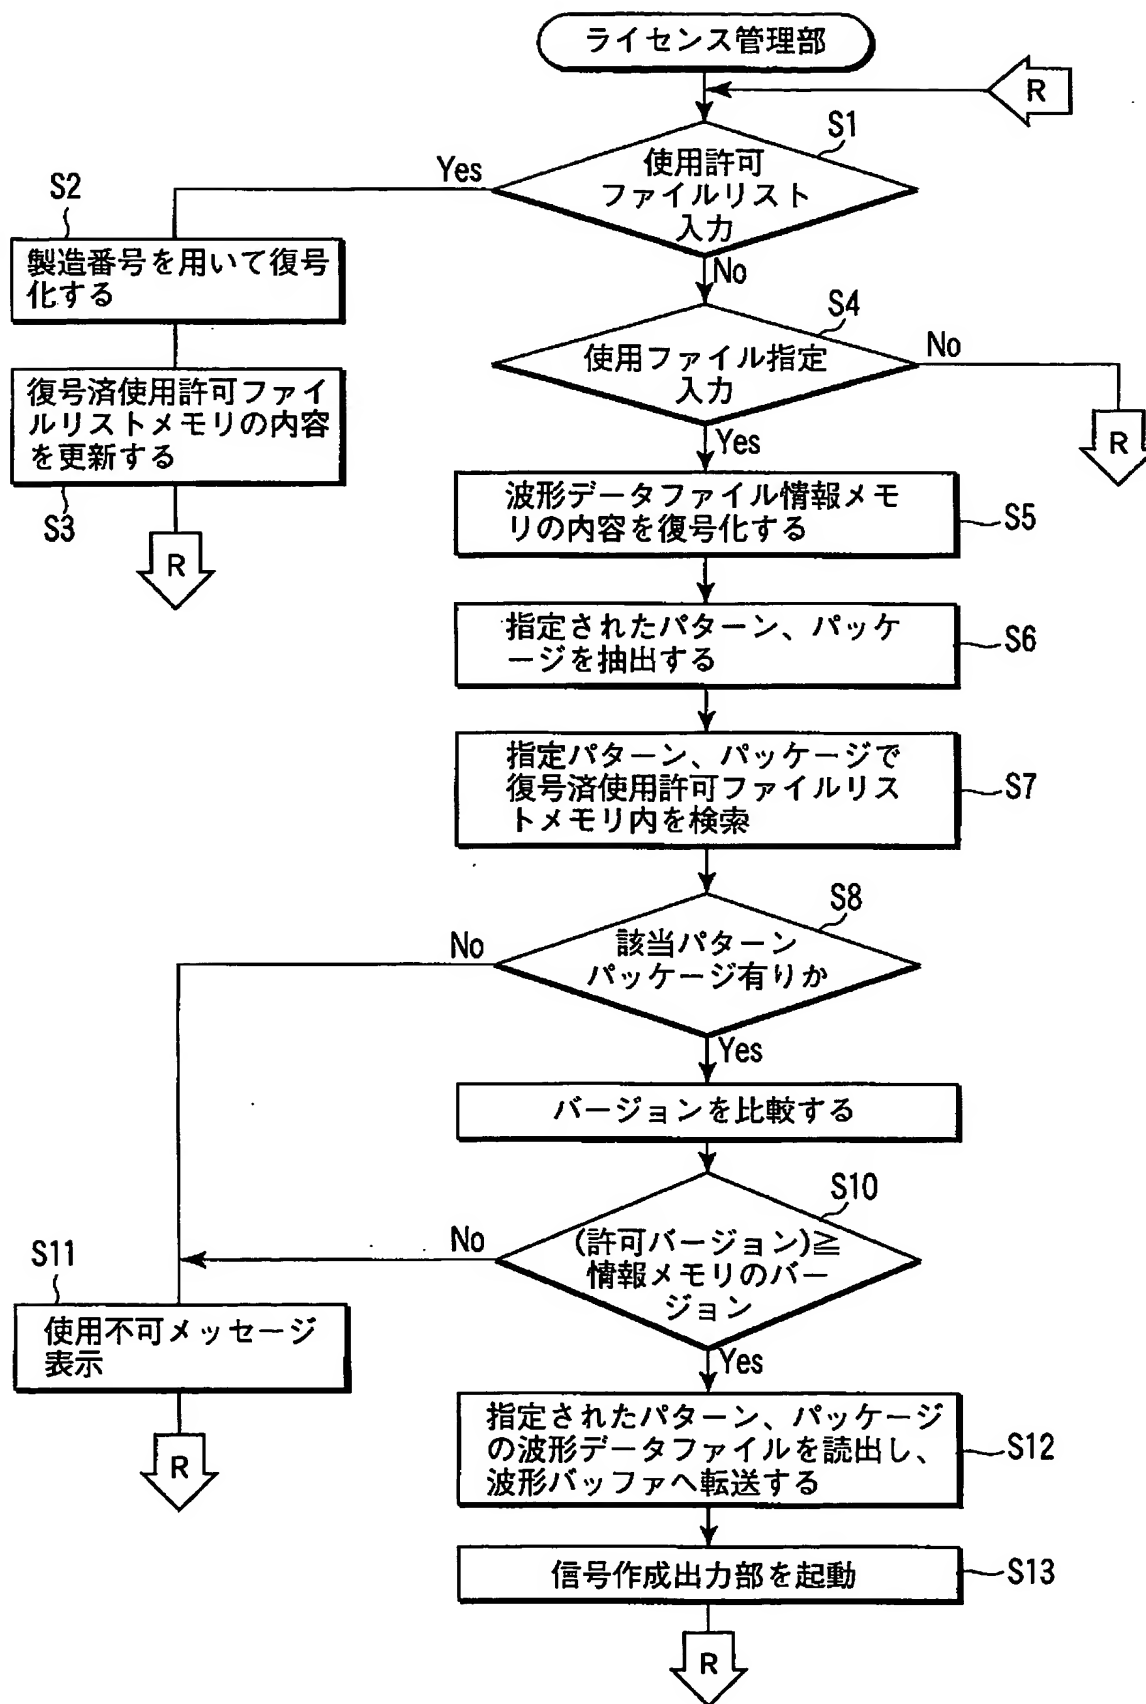 ライセンス管理部
R
S1
使用許可
ファイルリスト
入力
Yes
No
S2
製造番号を用いて復号
化する
復号済使用許可ファイ
ルリストメモリの内容
を更新する
S3
R
S4
使用ファイル指定
入力
No
R
Yes
波形データファイル情報メモ
リの内容を復号化する
S5
指定されたパターン、パッケ
ージを抽出する
S6
指定パターン、パッケージで
復号済使用許可ファイルリス
トメモリ内を検索
S7
S8
該当パターン
パッケージ有りか
No
Yes
バージョンを比較する
S10
(許可バージョン)≧
情報メモリのバー
ジョン
No
Yes
S11
使用不可メッセージ
表示
R
指定されたパターン、パッケージ
の波形データファイルを読出し、
波形バッファへ転送する
S12
信号作成出力部を起動
S13
R